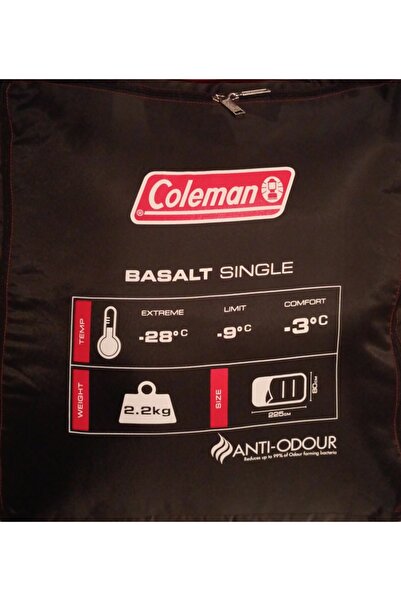 Coleman
BASALT SINGLE
TEMP
EXTREME LIMIT COMFORT
-28°C -9°C -3°C
WEIGHT
2.2kg
SIZE
80CM
225CM
ANTI-ODOUR
Reduces up to 99% of Odour forming bacteria